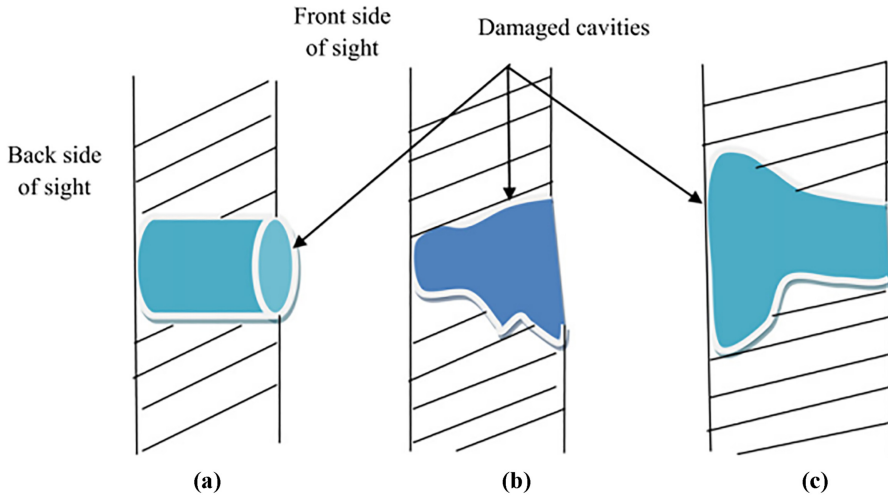 Front side
of sight
Damaged cavities
Back side
of sight
(a)
(b)
(c)